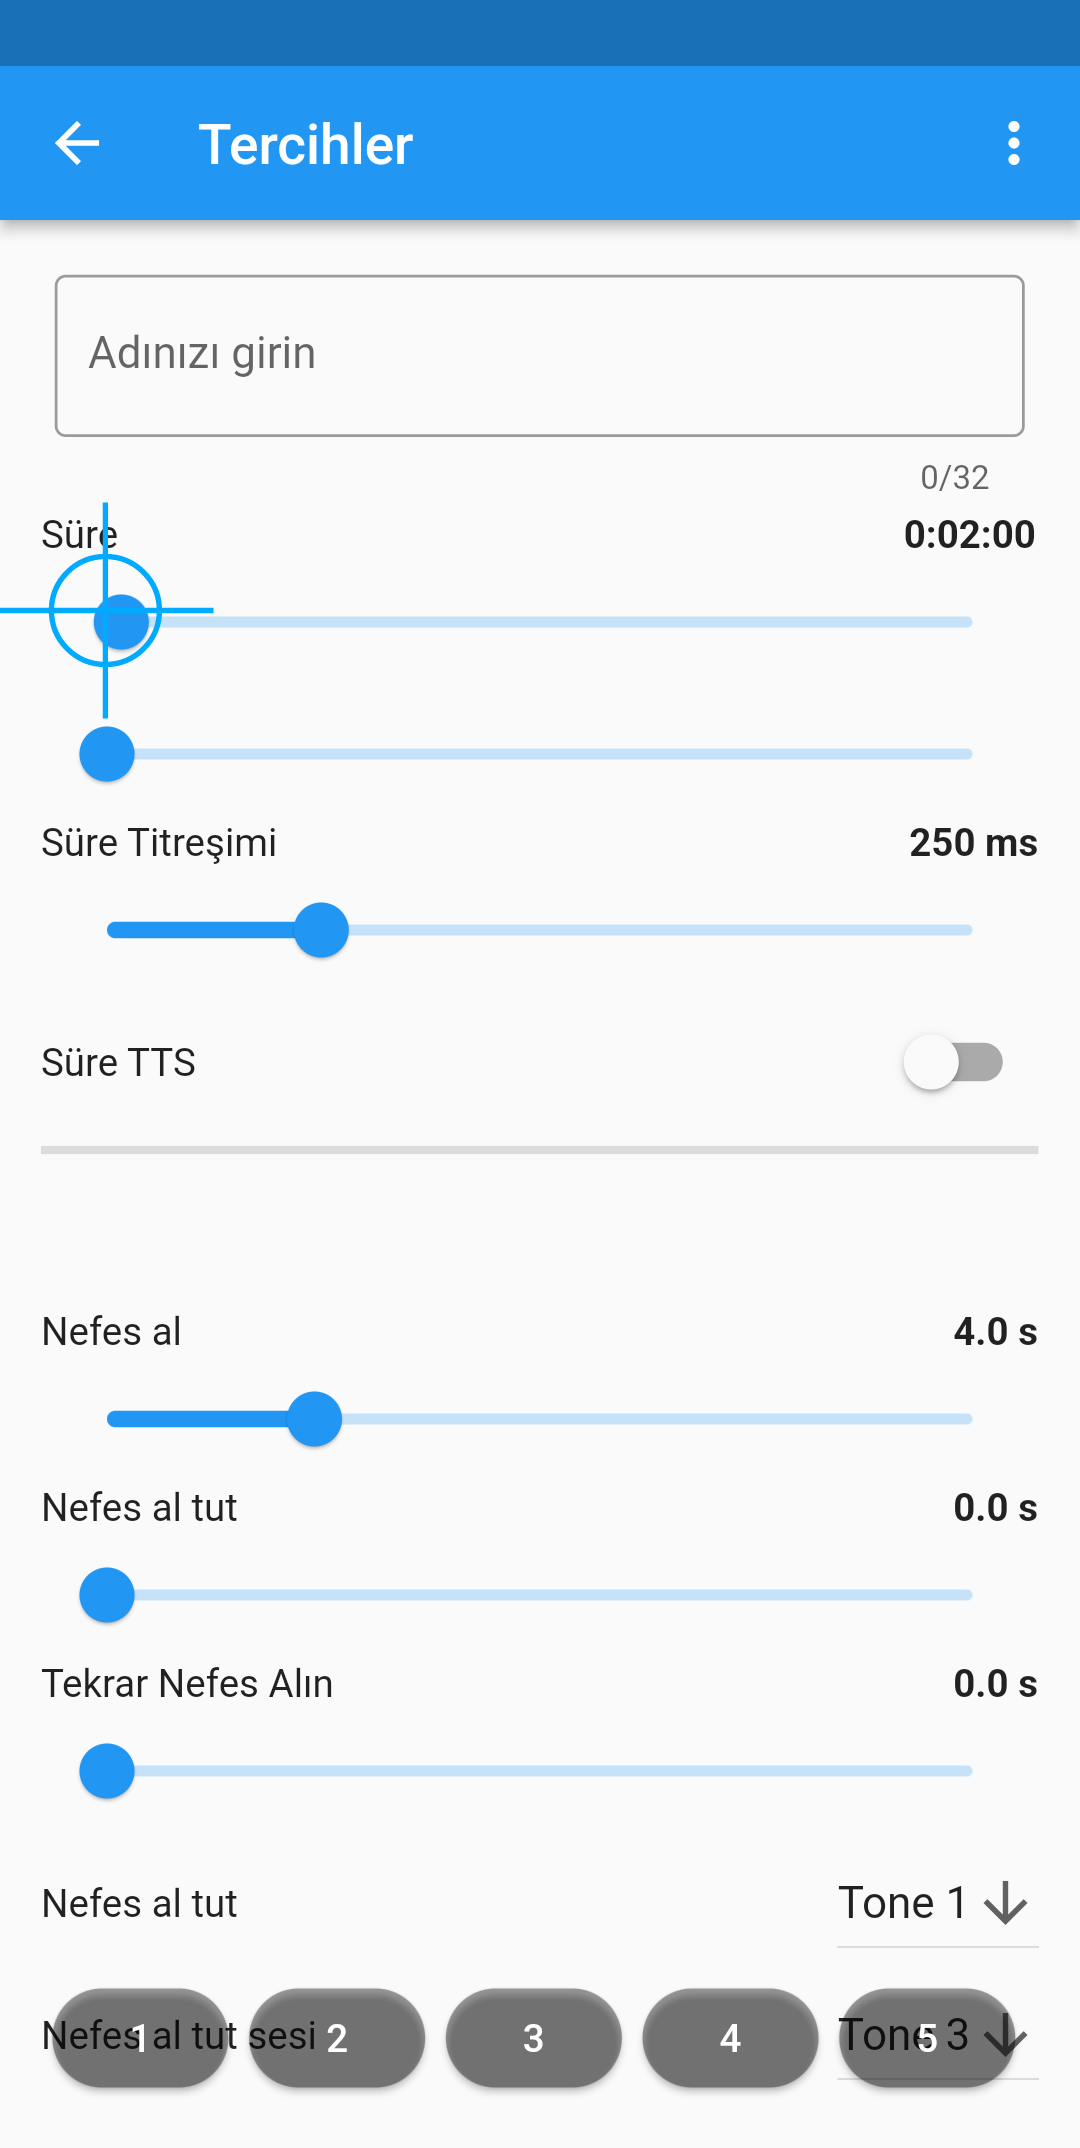 Tercihler
Adınızı girin
0/32
Süre 0:02:00
Süre Titreşimi 250 ms
Süre TTS
Nefes al 4.0 s
Nefes al tut 0.0 s
Tekrar Nefes Alın 0.0 s
Nefes al tut Tone 1
Nefes al tut sesi Tone 3
1 2 3 4 5